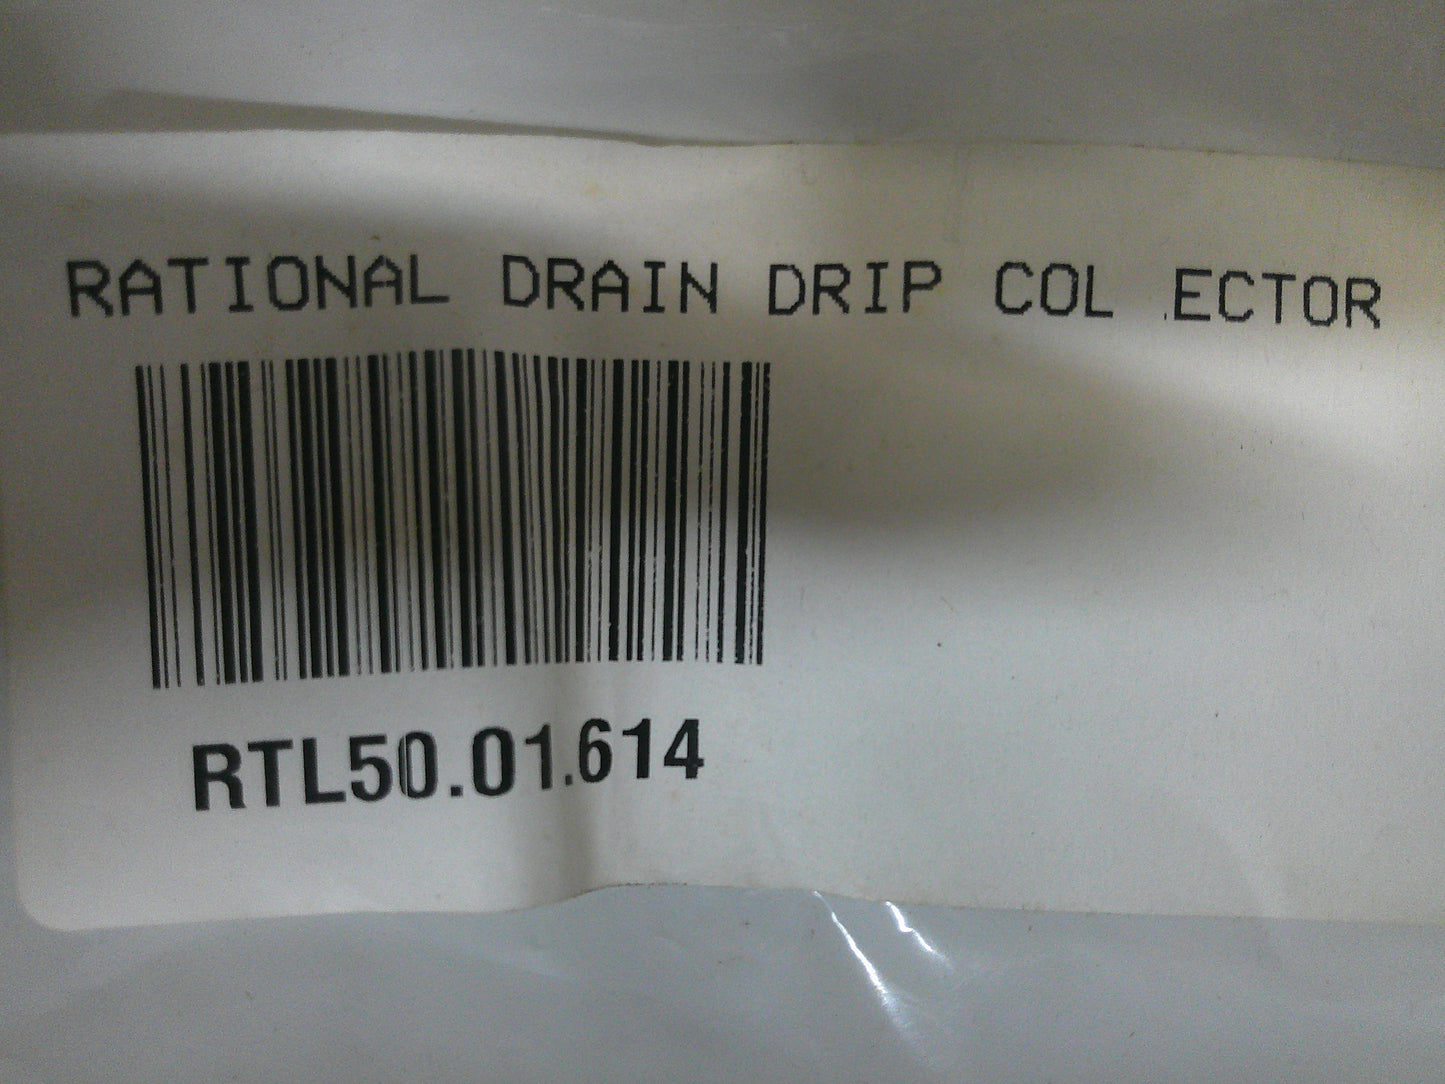 RATIONAL DRAIN DRIP COL ECTOR
RTL50.01.614